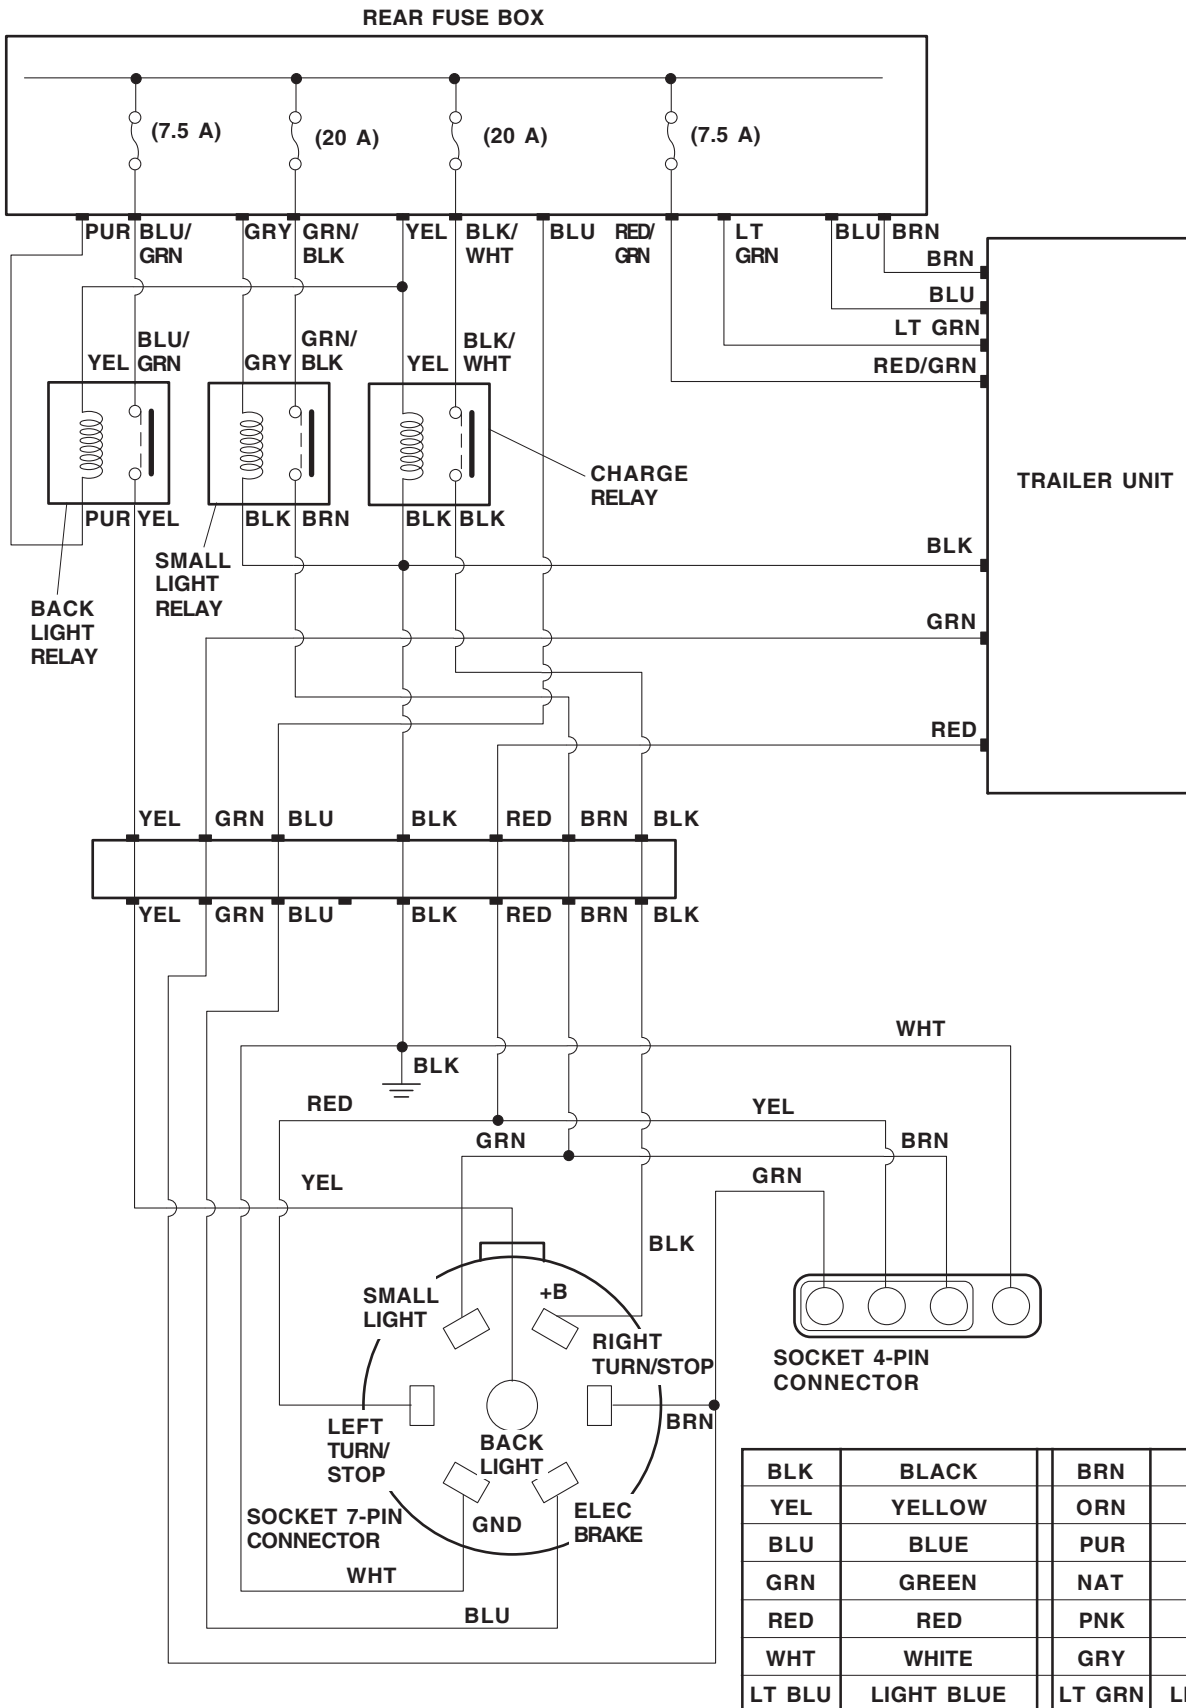 REAR FUSE BOX
(7.5 A)
(20 A)
(20 A)
(7.5 A)
PUR
BLU/
GRN
GRY
GRN/
BLK
YEL
BLK/
WHT
BLU
RED/
GRN
LT
GRN
BLU
BRN
BRN
BLU
LT GRN
RED/GRN
YEL
BLU/
GRN
GRY
GRN/
BLK
YEL
BLK/
WHT
CHARGE
RELAY
TRAILER UNIT
PUR
YEL
BLK
BRN
BLK
BLK
SMALL
LIGHT
RELAY
BACK
LIGHT
RELAY
BLK
GRN
RED
YEL
GRN
BLU
BLK
RED
BRN
BLK
YEL
GRN
BLU
BLK
RED
BRN
BLK
WHT
BLK
RED
YEL
GRN
BRN
YEL
GRN
BLK
SMALL
LIGHT
+B
RIGHT
TURN/STOP
SOCKET 4-PIN
CONNECTOR
LEFT
TURN/
STOP
BACK
LIGHT
BRN
SOCKET 7-PIN
CONNECTOR
GND
ELEC
BRAKE
WHT
BLU
BLK BLACK BRN
YEL YELLOW ORN
BLU BLUE PUR
GRN GREEN NAT
RED RED PNK
WHT WHITE GRY
LT BLU LIGHT BLUE LT GRN